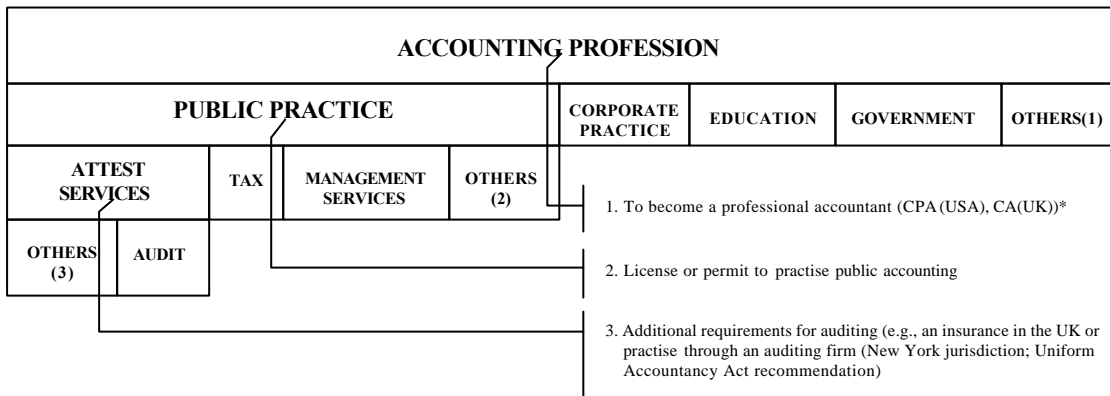 ACCOUNTING PROFESSION
PUBLIC PRACTICE
CORPORATE
PRACTICE
EDUCATION
GOVERNMENT
OTHERS(1)
ATTEST
SERVICES
TAX
MANAGEMENT
SERVICES
OTHERS
(2)
OTHERS
(3)
AUDIT
1. To become a professional accountant (CPA (USA), CA(UK))*
2. License or permit to practise public accounting
3. Additional requirements for auditing (e.g., an insurance in the UK or
practise through an auditing firm (New York jurisdiction; Uniform
Accountancy Act recommendation)